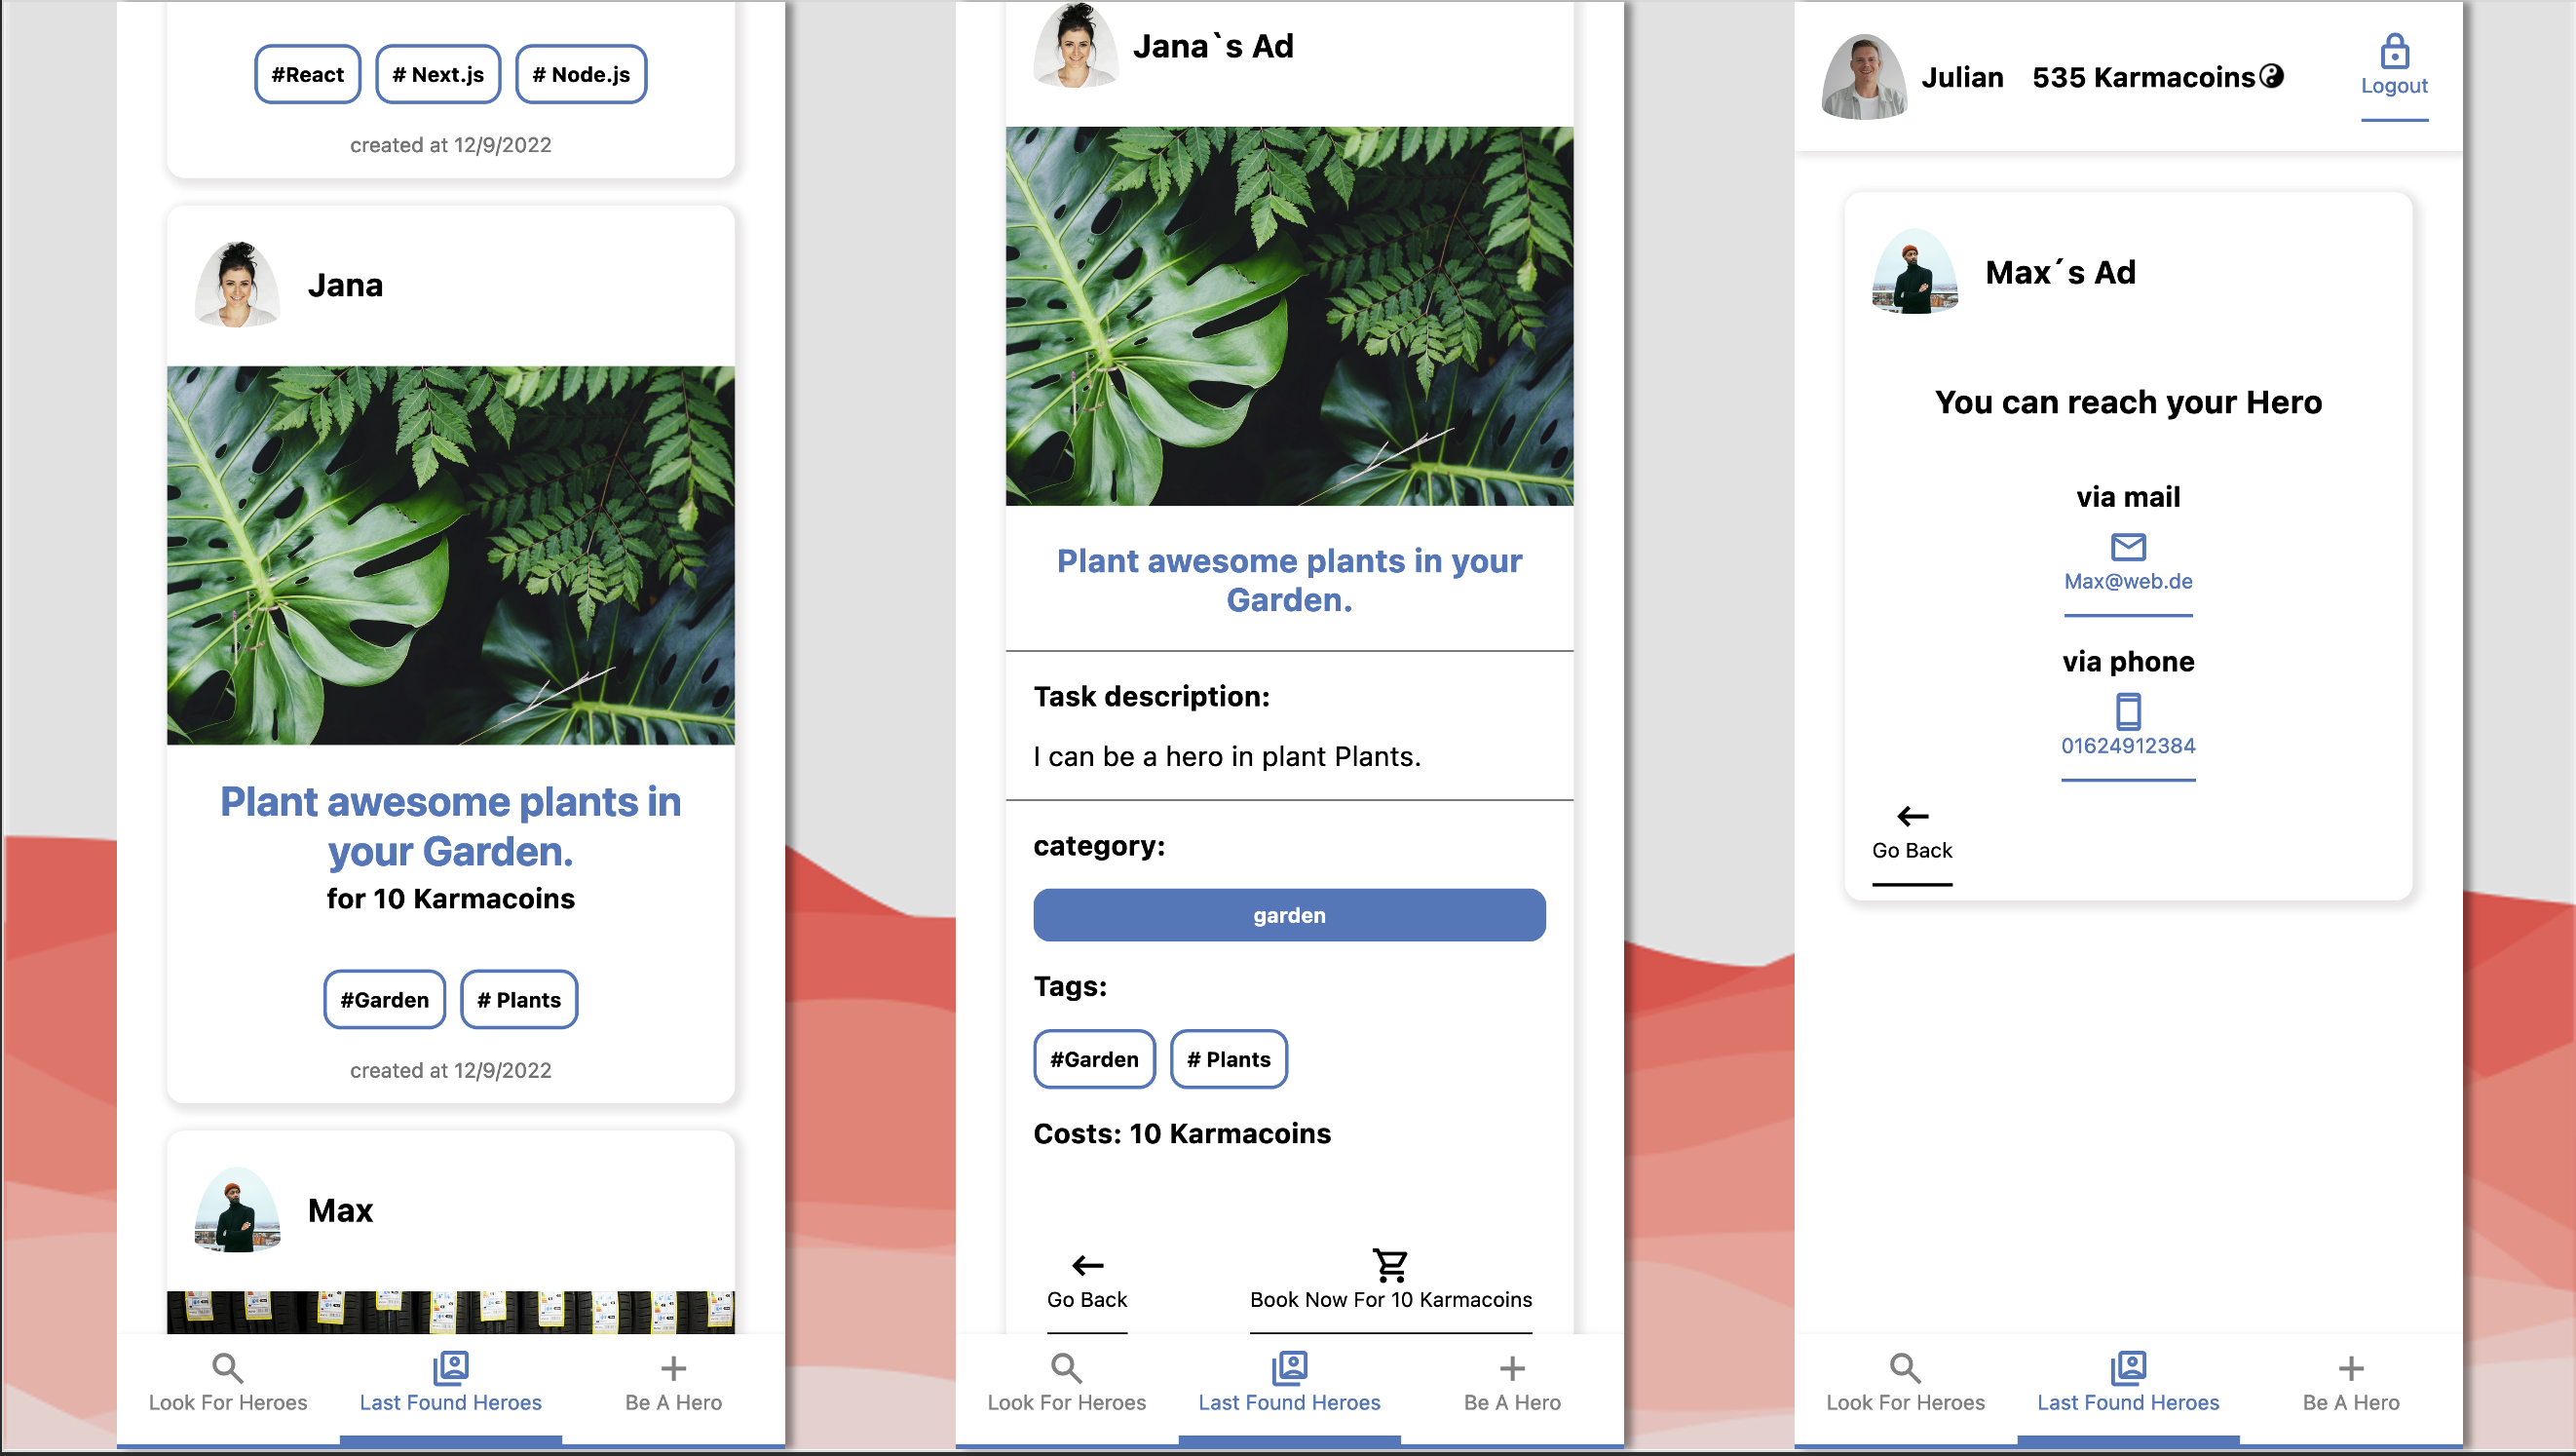 #React
# Next.js
# Node.js
created at 12/9/2022
Jana
Plant awesome plants in
your Garden.
for 10 Karmacoins
#Garden
# Plants
created at 12/9/2022
Max
Look For Heroes
Last Found Heroes
Be A Hero
Jana`s Ad
Plant awesome plants in your
Garden.
Task description:
I can be a hero in plant Plants.
category:
garden
Tags:
#Garden
# Plants
Costs: 10 Karmacoins
Go Back
Book Now For 10 Karmacoins
Look For Heroes
Last Found Heroes
Be A Hero
Julian
535 Karmacoins
Logout
Max´s Ad
You can reach your Hero
via mail
Max@web.de
via phone
01624912384
Go Back
Look For Heroes
Last Found Heroes
Be A Hero